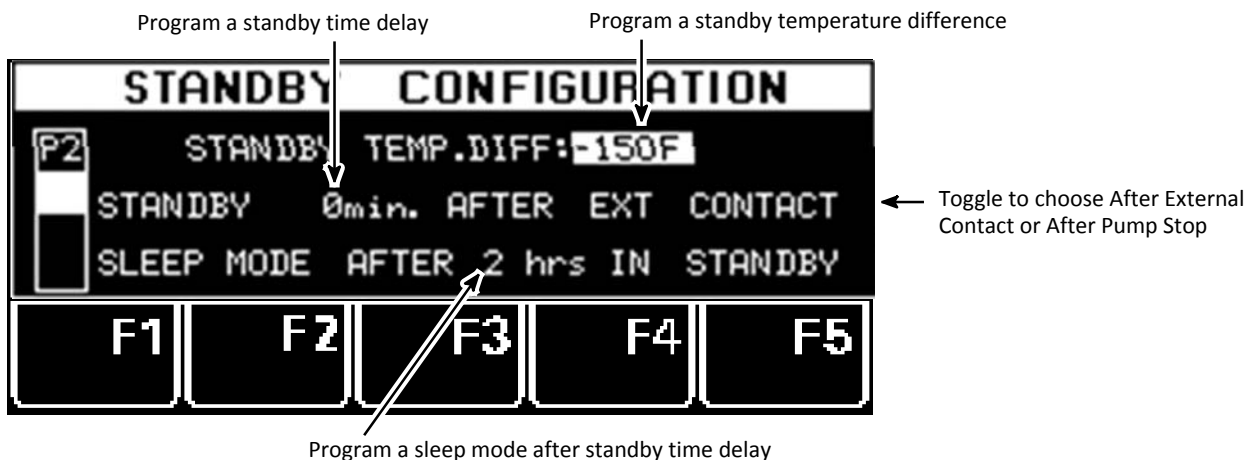 Program a standby time delay
Program a standby temperature difference
STANDBY CONFIGURATION
P2 STANDBY TEMP.DIFF:-150F
STANDBY 0min. AFTER EXT CONTACT
Toggle to choose After External
Contact or After Pump Stop
SLEEP MODE AFTER 2 hrs IN STANDBY
F1 F2 F3 F4 F5
Program a sleep mode after standby time delay